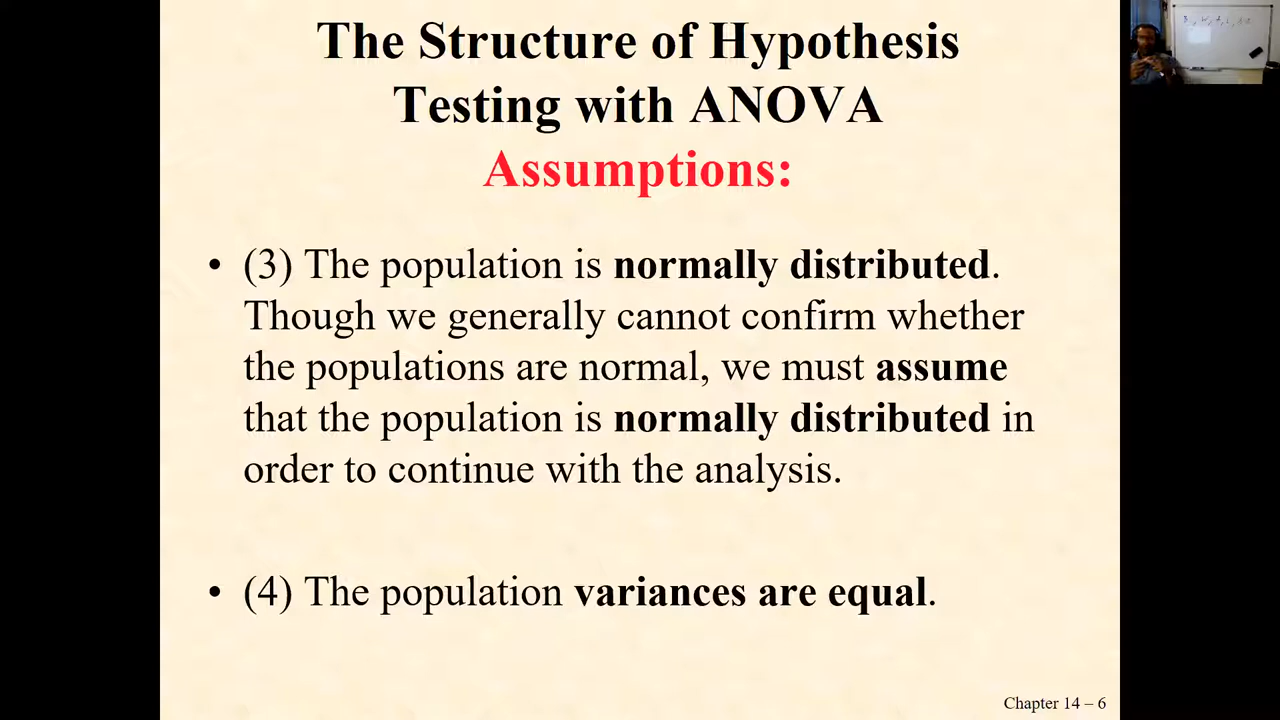 The Structure of Hypothesis
Testing with ANOVA
Assumptions:
• (3) The population is normally distributed.
Though we generally cannot confirm whether
the populations are normal, we must assume
that the population is normally distributed in
order to continue with the analysis.
• (4) The population variances are equal.
Chapter 14 – 6